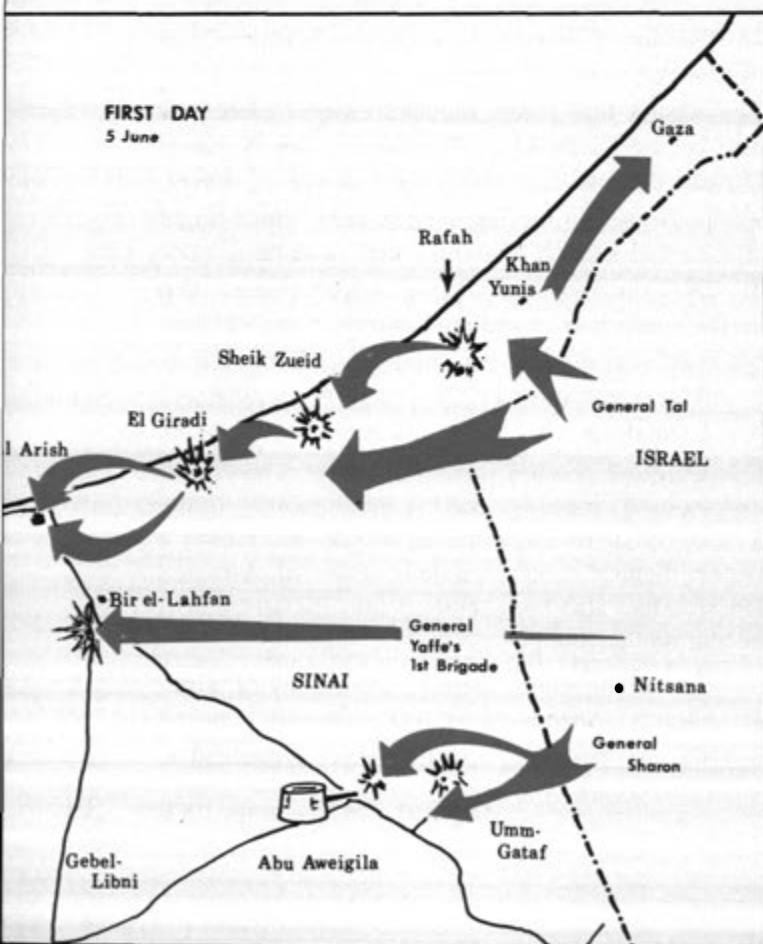 FIRST DAY
5 June
Gaza
Rafah
Khan
Yunis
Sheik Zueid
General Tal
El Girsdi
l Arish
ISRAEL
Bir el-Lahfan
General
Yaffe's
1st Brigade
SINAI
Nitsana
General
Sharon
Umm-
Gataf
Gebel-
Libni
Abu Aweigila